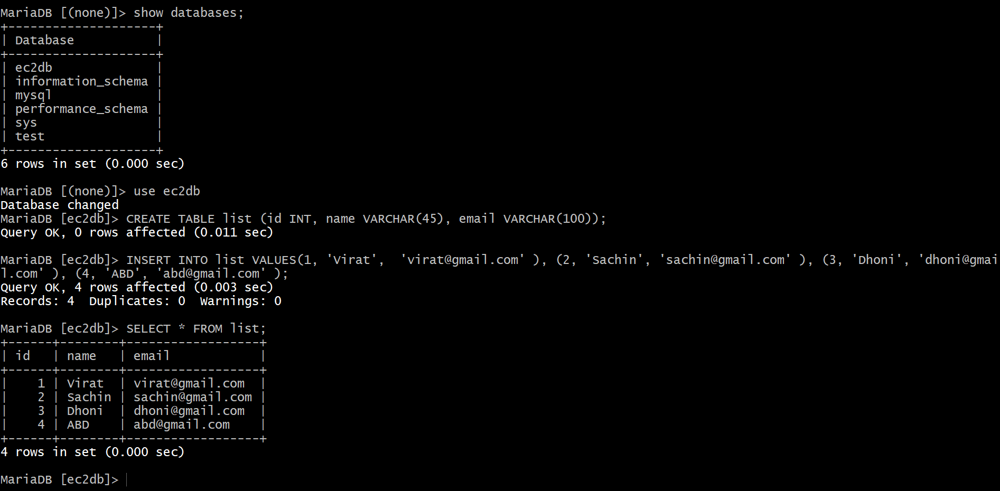 MariaDB [(none)]> show databases;
+--------------------+
| Database           |
+--------------------+
| ec2db              |
| information_schema |
| mysql              |
| performance_schema |
| sys                |
| test               |
+--------------------+
6 rows in set (0.000 sec)

MariaDB [(none)]> use ec2db
Database changed
MariaDB [ec2db]> CREATE TABLE list (id INT, name VARCHAR(45), email VARCHAR(100));
Query OK, 0 rows affected (0.011 sec)

MariaDB [ec2db]> INSERT INTO list VALUES(1, 'Virat',  'virat@gmail.com' ), (2, 'Sachin', 'sachin@gmail.com' ), (3, 'Dhoni', 'dhoni@gmai
l.com' ), (4, 'ABD', 'abd@gmail.com' );
Query OK, 4 rows affected (0.003 sec)
Records: 4  Duplicates: 0  Warnings: 0

MariaDB [ec2db]> SELECT * FROM list;
+------+--------+------------------+
| id   | name   | email            |
+------+--------+------------------+
|    1 | Virat  | virat@gmail.com  |
|    2 | Sachin | sachin@gmail.com |
|    3 | Dhoni  | dhoni@gmail.com  |
|    4 | ABD    | abd@gmail.com    |
+------+--------+------------------+
4 rows in set (0.000 sec)

MariaDB [ec2db]>